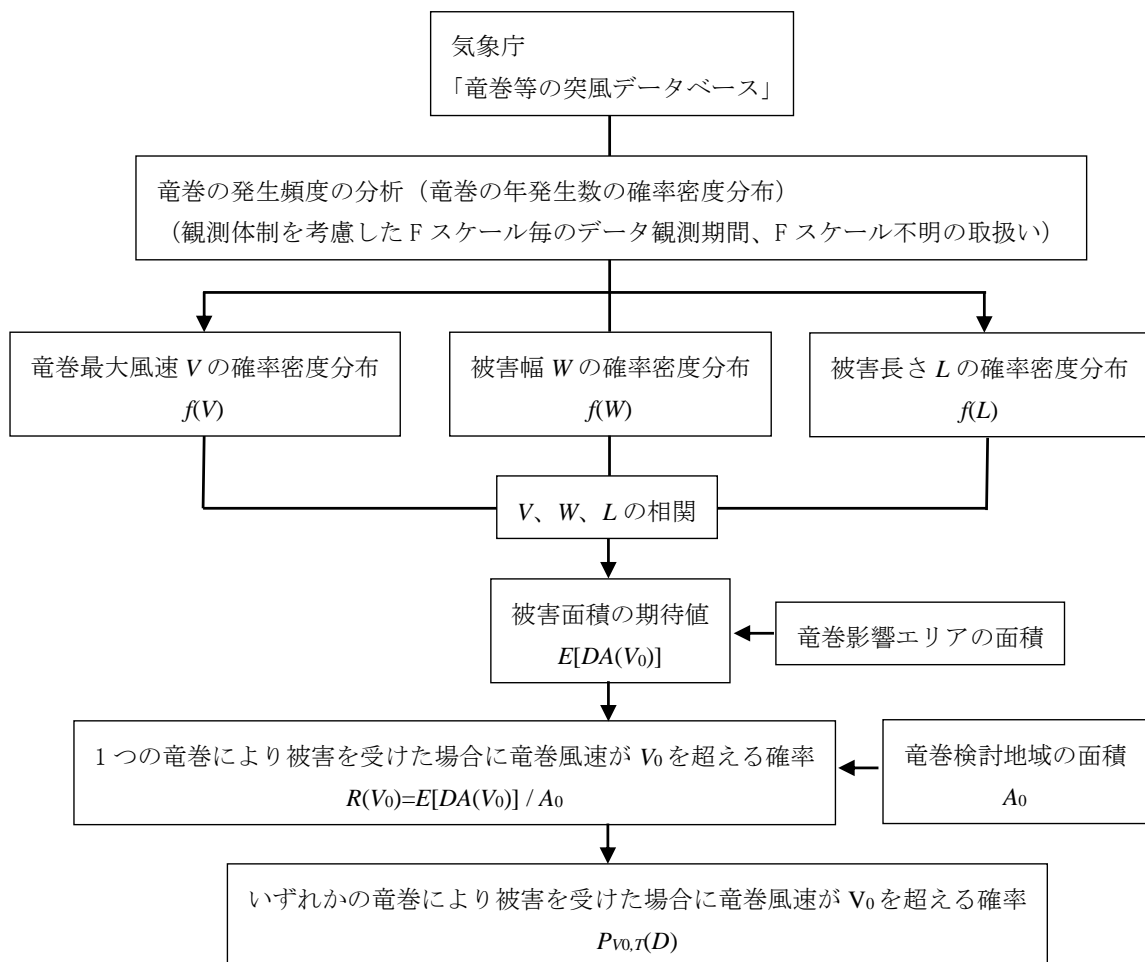 気象庁
「竜巻等の突風データベース」
竜巻の発生頻度の分析（竜巻の年発生数の確率密度分布）
（観測体制を考慮した F スケール毎のデータ観測期間、F スケール不明の取扱い）
竜巻最大風速 V の確率密度分布
f(V)
被害幅 W の確率密度分布
f(W)
被害長さ L の確率密度分布
f(L)
V、W、L の相関
被害面積の期待値
E[DA(V0)]
竜巻影響エリアの面積
1 つの竜巻により被害を受けた場合に竜巻風速が V0 を超える確率
R(V0)=E[DA(V0)] / A0
竜巻検討地域の面積
A0
いずれかの竜巻により被害を受けた場合に竜巻風速が V0 を超える確率
PV0,T(D)